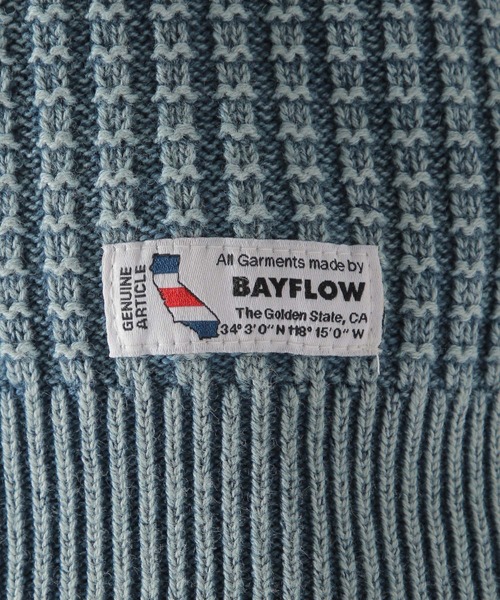 GENUINE
ARTICLE
All Garments made by
BAYFLOW
The Golden State, CA
34° 3'0" N 118° 15'0" W